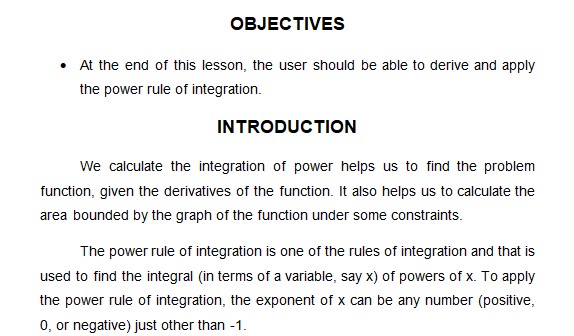 OBJECTIVES
• At the end of this lesson, the user should be able to derive and apply
the power rule of integration.
INTRODUCTION
We calculate the integration of power helps us to find the problem
function, given the derivatives of the function. It also helps us to calculate the
area bounded by the graph of the function under some constraints.
The power rule of integration is one of the rules of integration and that is
used to find the integral (in terms of a variable, say x) of powers of x. To apply
the power rule of integration, the exponent of x can be any number (positive,
0, or negative) just other than -1.